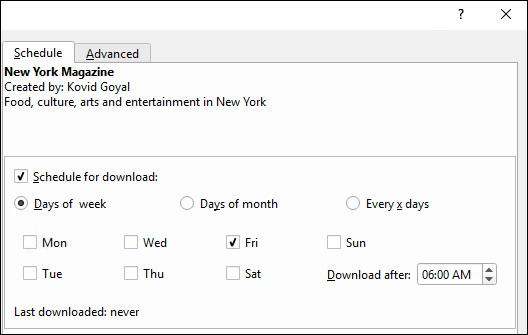 ?
Schedule Advanced
New York Magazine
Created by: Kovid Goyal
Food, culture, arts and entertainment in New York
Schedule for download:
Days of week Days of month Every x days
Mon Wed Fri Sun
Tue Thu Sat Download after: 06:00 AM
Last downloaded: never